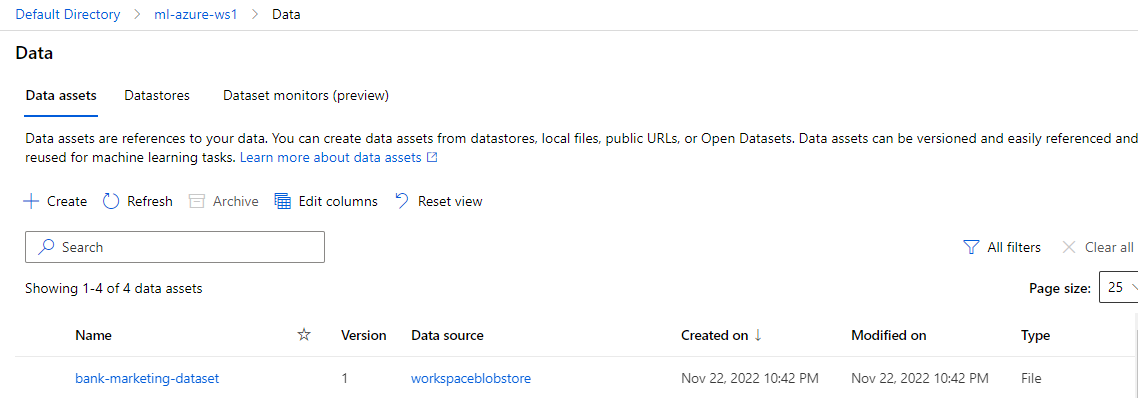 Default Directory > ml-azure-ws1 > Data
Data
Data assets Datastores Dataset monitors (preview)
Data assets are references to your data. You can create data assets from datastores, local files, public URLs, or Open Datasets. Data assets can be versioned and easily referenced and
reused for machine learning tasks. Learn more about data assets
Create Refresh Archive Edit columns Reset view
Search All filters Clear all
Showing 1-4 of 4 data assets Page size: 25
Name Version Data source Created on ↓ Modified on Type
bank-marketing-dataset 1 workspaceblobstore Nov 22, 2022 10:42 PM Nov 22, 2022 10:42 PM File